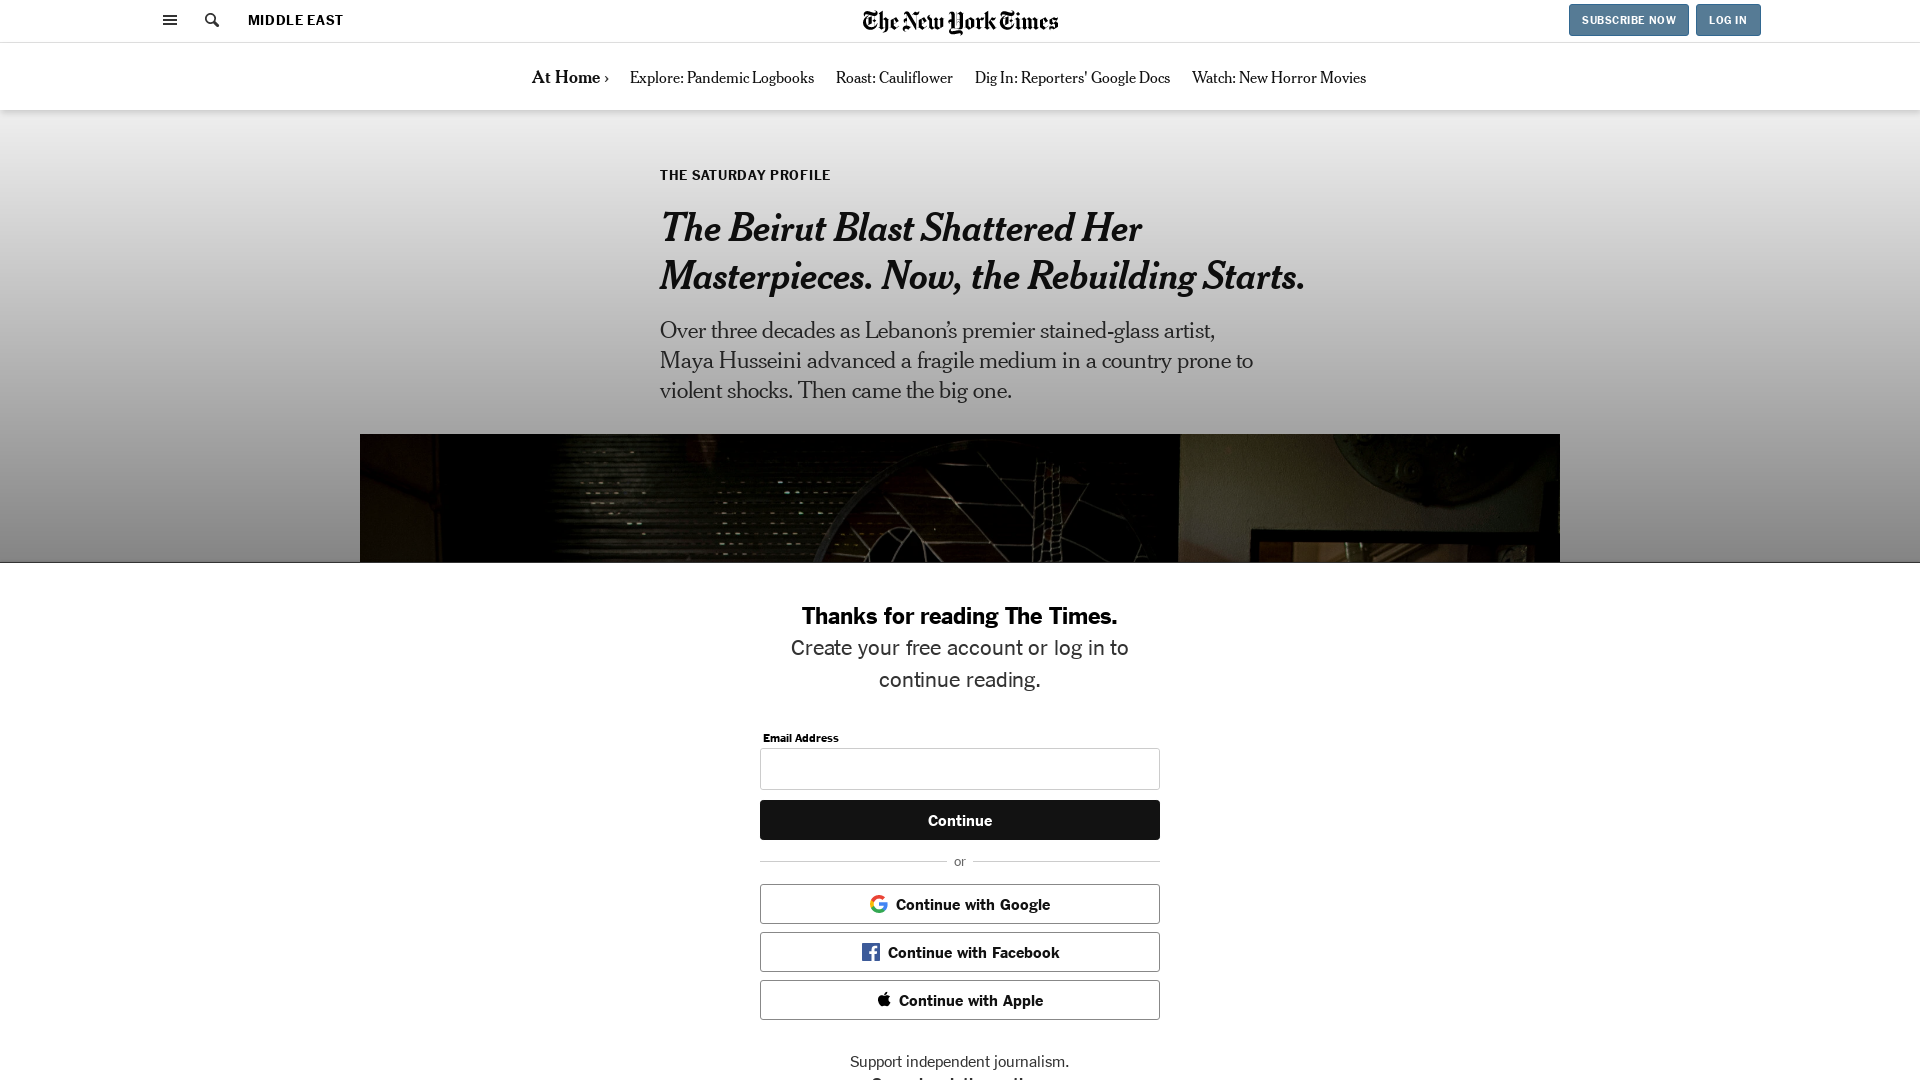 MIDDLE EAST
The New York Times
SUBSCRIBE NOW
LOG IN
At Home ›
Explore: Pandemic Logbooks
Roast: Cauliflower
Dig In: Reporters' Google Docs
Watch: New Horror Movies
THE SATURDAY PROFILE
The Beirut Blast Shattered Her
Masterpieces. Now, the Rebuilding Starts.
Over three decades as Lebanon’s premier stained-glass artist,
Maya Husseini advanced a fragile medium in a country prone to
violent shocks. Then came the big one.
Thanks for reading The Times.
Create your free account or log in to
continue reading.
Email Address
Continue
or
Continue with Google
Continue with Facebook
Continue with Apple
Support independent journalism.